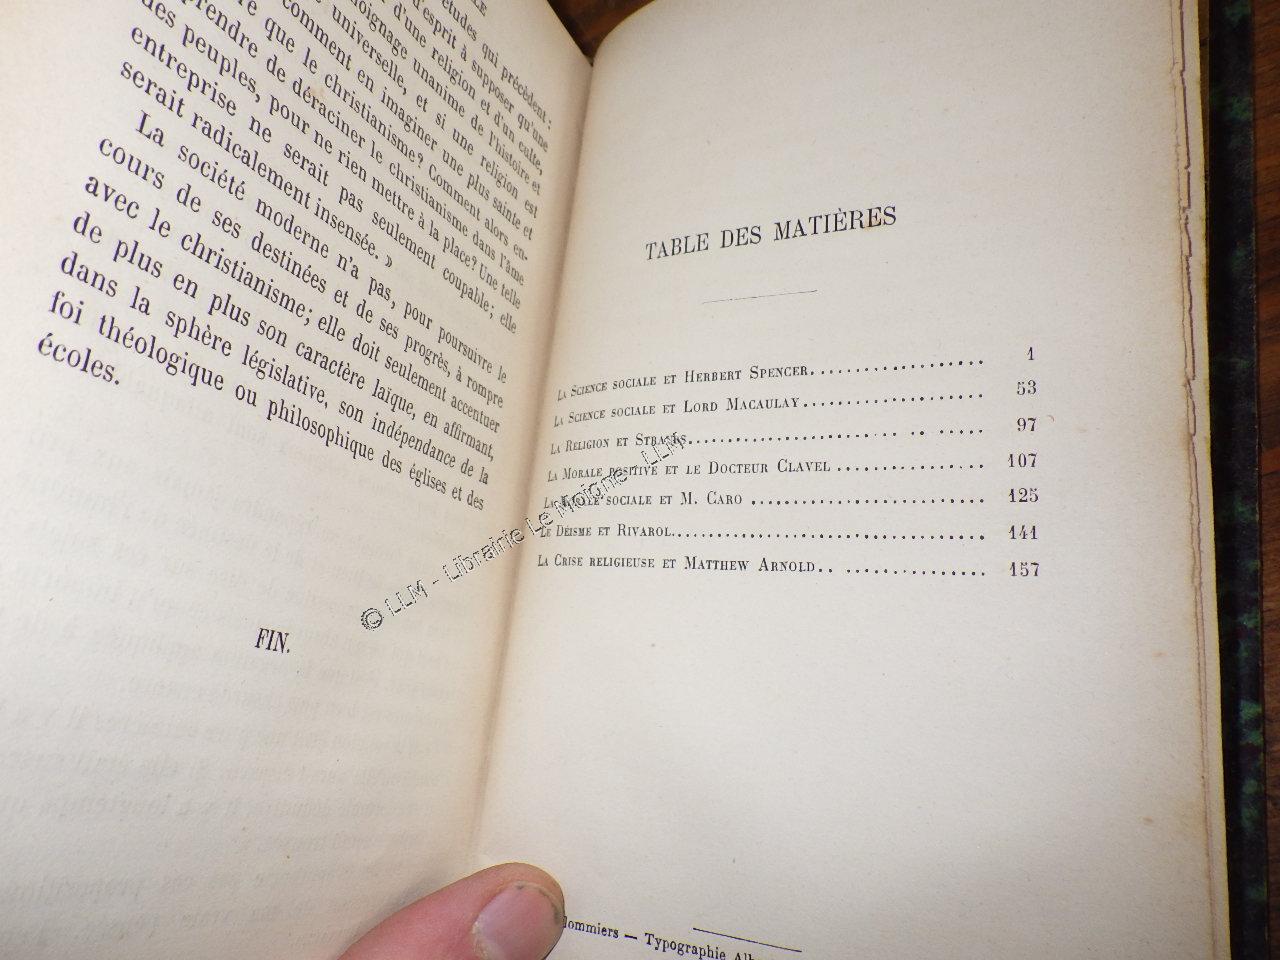 études qui précèdent :
d'esprit à supposer qu'une
d'une religion et d'un culte,
témoignage unanime de l'histoire et
universelle, et si une religion est
comment en imaginer une plus sainte et
que le christianisme? Comment alors en-
prendre de déraciner le christianisme dans l'âme
des peuples, pour ne rien mettre à la place? Une telle
entreprise ne serait pas seulement coupable; elle
serait radicalement insensée. »
La société moderne n'a pas, pour poursuivre le
cours de ses destinées et de ses progrès, à rompre
avec le christianisme; elle doit seulement accentuer
de plus en plus son caractère laïque, en affirmant,
dans la sphère législative, son indépendance de la
foi théologique ou philosophique des églises et des
écoles.
FIN.
TABLE DES MATIÈRES
La Science sociale et Herbert Spencer. 1
La Science sociale et Lord Macaulay 53
La Religion et Strauss. 97
La Morale positive et le Docteur Clavel 107
La Morale sociale et M. Caro 125
Le Déisme et Rivarol. 141
La Crise religieuse et Matthew Arnold. 157
lommiers — Typographie
© LLM - Librairie Le Moigne - LLM